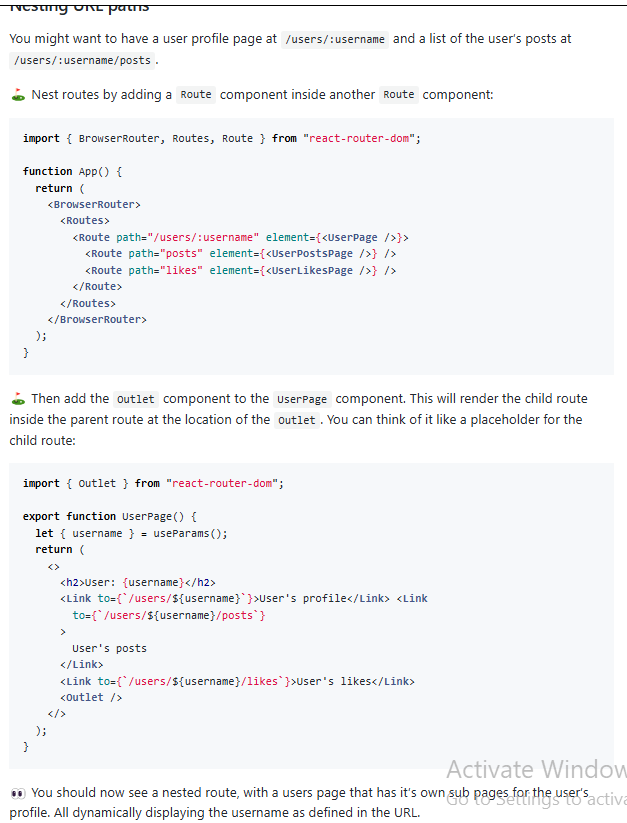 Nesting URL paths
You might want to have a user profile page at /users/:username and a list of the user's posts at
/users/:username/posts .
Nest routes by adding a Route component inside another Route component:
import { BrowserRouter, Routes, Route } from "react-router-dom";
function App() {
  return (
    <BrowserRouter>
      <Routes>
        <Route path="/users/:username" element={<UserPage />}>
          <Route path="posts" element={<UserPostsPage />} />
          <Route path="likes" element={<UserLikesPage />} />
        </Route>
      </Routes>
    </BrowserRouter>
  );
}
Then add the Outlet component to the UserPage component. This will render the child route
inside the parent route at the location of the Outlet . You can think of it like a placeholder for the
child route:
import { Outlet } from "react-router-dom";
export function UserPage() {
  let { username } = useParams();
  return (
    <>
      <h2>User: {username}</h2>
      <Link to={`/users/${username}`}>User's profile</Link> <Link
        to={`/users/${username}/posts`}
      >
        User's posts
      </Link>
      <Link to={`/users/${username}/likes`}>User's likes</Link>
      <Outlet />
    </>
  );
}
Activate Window
You should now see a nested route, with a users page that has it's own sub pages for the user's
Go to Settings to activa
profile. All dynamically displaying the username as defined in the URL.